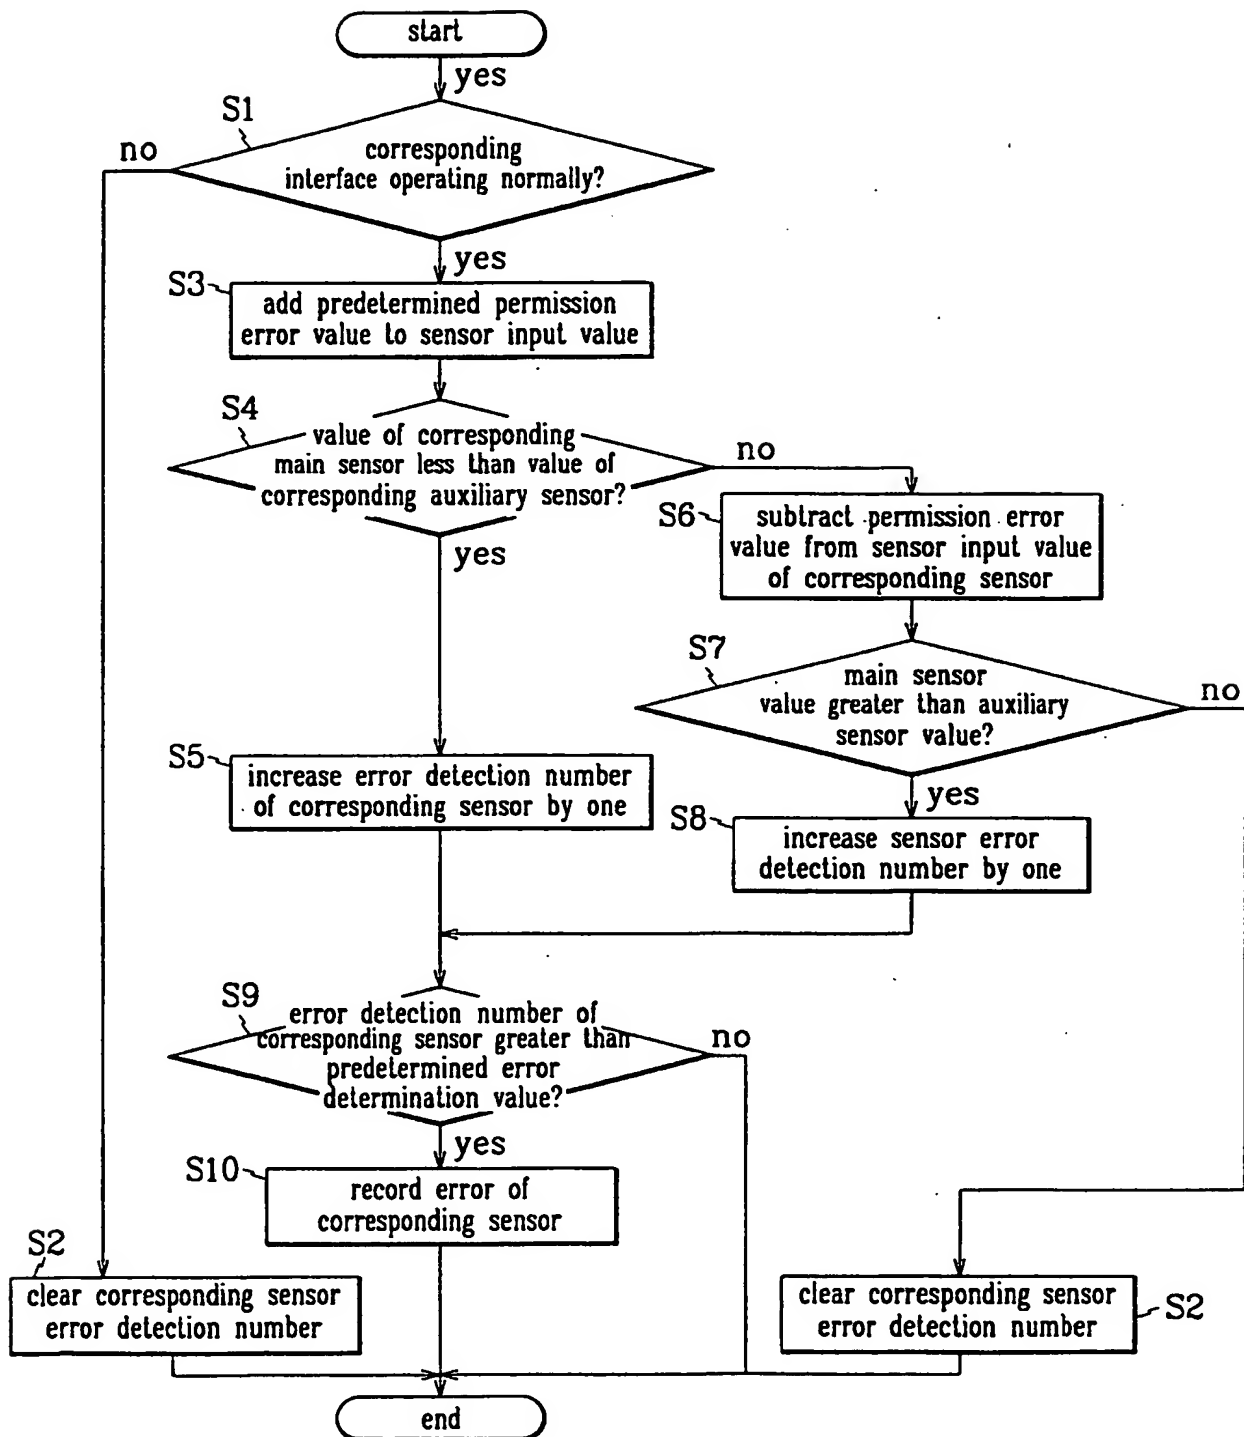 start
yes
S1
no
corresponding
interface operating normally?
yes
S3
add predetermined permission
error value to sensor input value
S4
value of corresponding
main sensor less than value of
corresponding auxiliary sensor?
no
yes
S6
subtract permission error
value from sensor input value
of corresponding sensor
S7
main sensor
value greater than auxiliary
sensor value?
no
yes
S5
increase error detection number
of corresponding sensor by one
S8
increase sensor error
detection number by one
S9
error detection number of
corresponding sensor greater than
predetermined error
determination value?
no
yes
S10
record error of
corresponding sensor
S2
clear corresponding sensor
error detection number
clear corresponding sensor
error detection number
S2
end